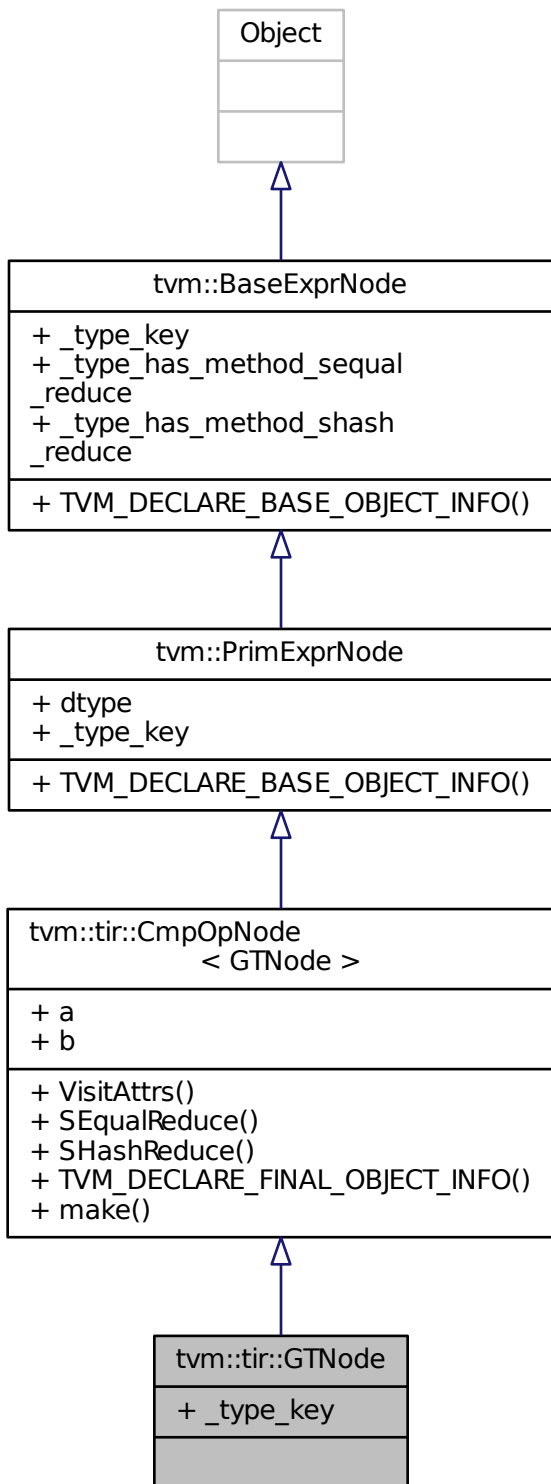 Object
tvm::BaseExprNode
+ _type_key
+ _type_has_method_sequal
_reduce
+ _type_has_method_shash
_reduce
+ TVM_DECLARE_BASE_OBJECT_INFO()
tvm::PrimExprNode
+ dtype
+ _type_key
+ TVM_DECLARE_BASE_OBJECT_INFO()
tvm::tir::CmpOpNode
< GTNode >
+ a
+ b
+ VisitAttrs()
+ SEqualReduce()
+ SHashReduce()
+ TVM_DECLARE_FINAL_OBJECT_INFO()
+ make()
tvm::tir::GTNode
+ _type_key